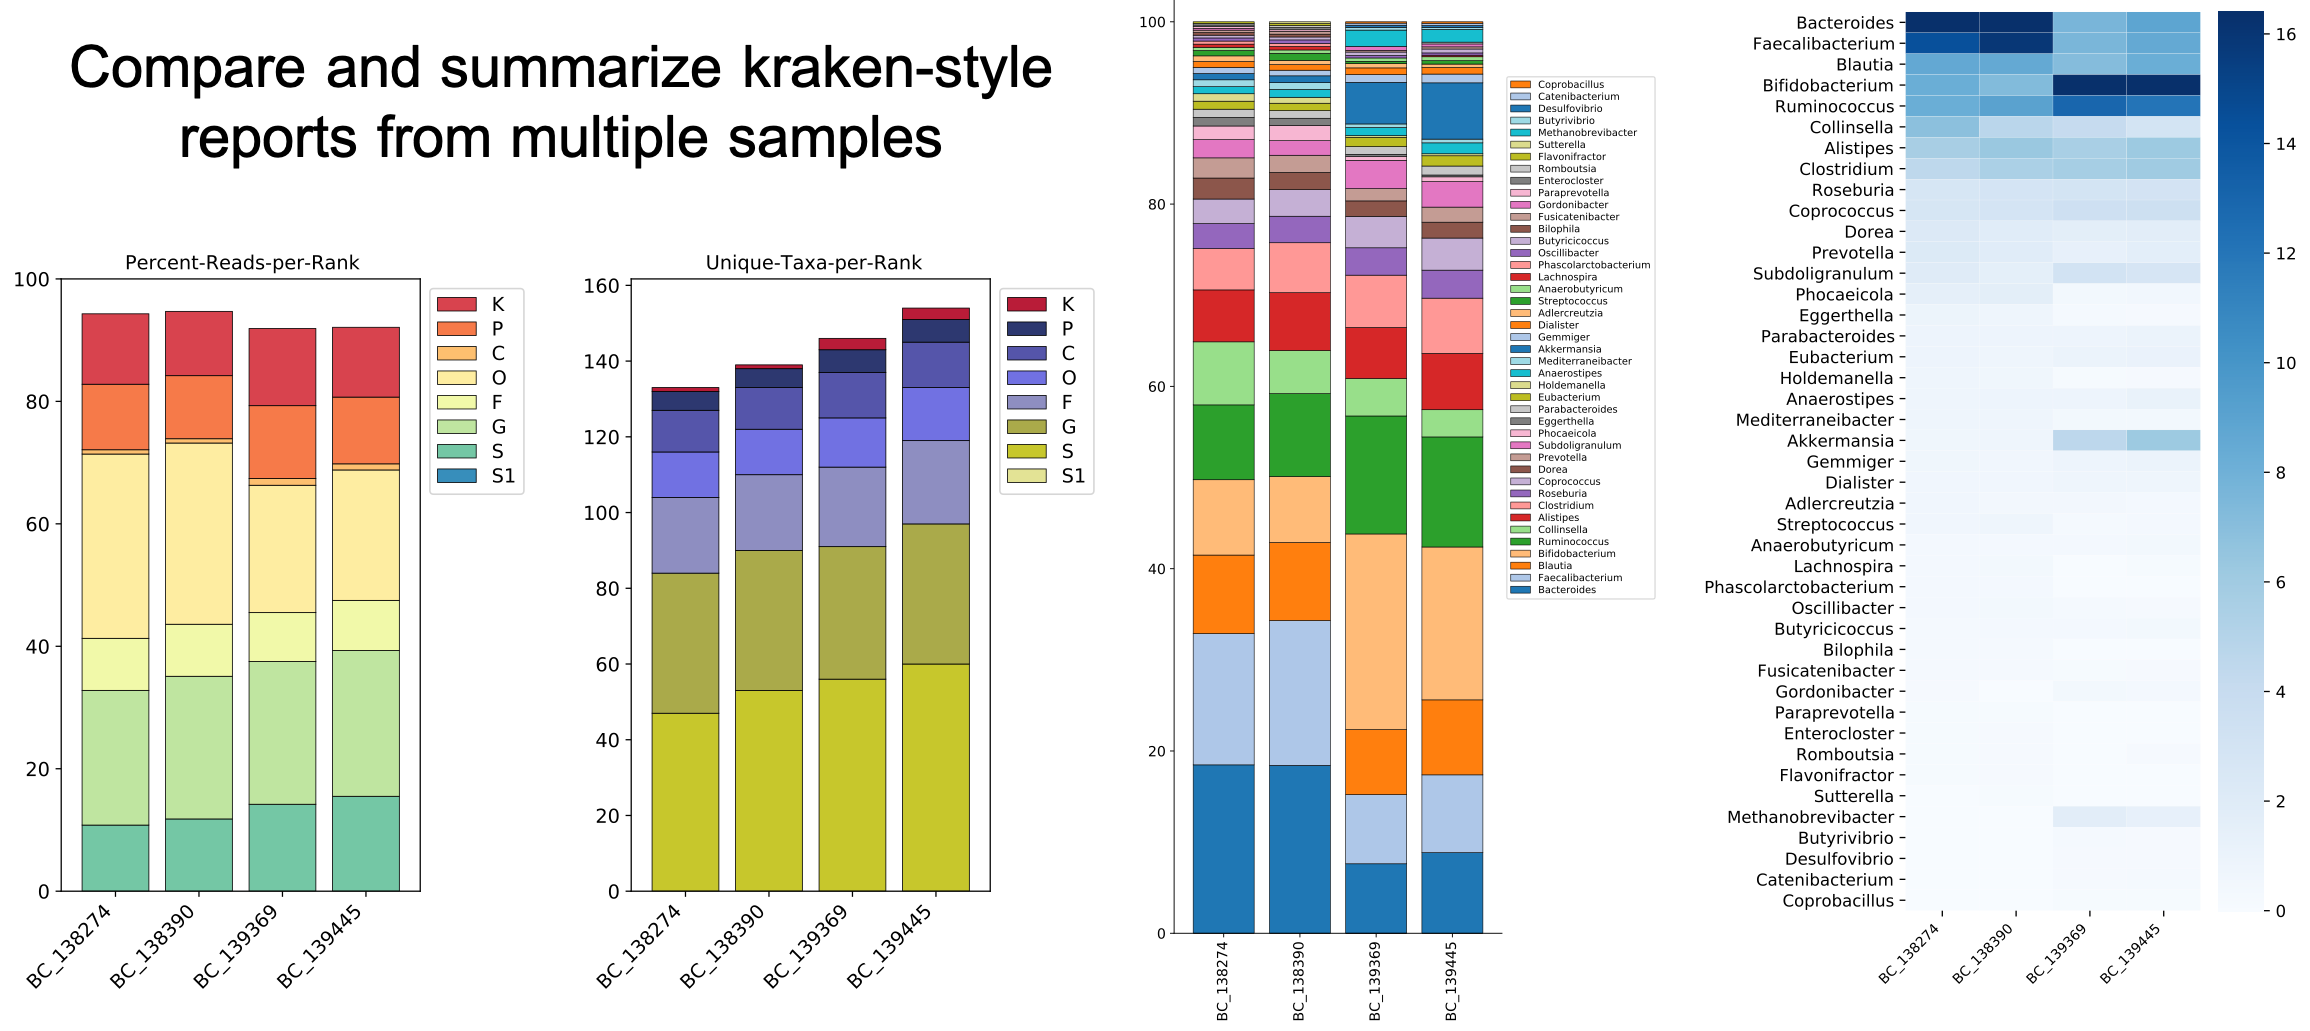 Compare and summarize kraken-style
reports from multiple samples
Percent-Reads-per-Rank
100
80
60
40
20
0
BC_138274
BC_138390
BC_139369
BC_139445
K
P
C
O
F
G
S
S1
Unique-Taxa-per-Rank
160
140
120
100
80
60
40
20
0
BC_138274
BC_138390
BC_139369
BC_139445
K
P
C
O
F
G
S
S1
100
80
60
40
20
0
BC_138274
BC_138390
BC_139369
BC_139445
Coprobacillus
Catenibacterium
Desulfovibrio
Butyrivibrio
Methanobrevibacter
Sutterella
Flavonifractor
Romboutsia
Enterocloster
Paraprevotella
Gordonibacter
Fusicatenibacter
Bilophila
Butyricicoccus
Oscillibacter
Phascolarctobacterium
Lachnospira
Anaerobutyricum
Streptococcus
Adlercreutzia
Dialister
Gemmiger
Akkermansia
Mediterraneibacter
Anaerostipes
Holdemanella
Eubacterium
Parabacteroides
Eggerthella
Phocaeicola
Subdoligranulum
Prevotella
Dorea
Coprococcus
Roseburia
Clostridium
Alistipes
Collinsella
Ruminococcus
Bifidobacterium
Blautia
Faecalibacterium
Bacteroides
Bacteroides
Faecalibacterium
Blautia
Bifidobacterium
Ruminococcus
Collinsella
Alistipes
Clostridium
Roseburia
Coprococcus
Dorea
Prevotella
Subdoligranulum
Phocaeicola
Eggerthella
Parabacteroides
Eubacterium
Holdemanella
Anaerostipes
Mediterraneibacter
Akkermansia
Gemmiger
Dialister
Adlercreutzia
Streptococcus
Anaerobutyricum
Lachnospira
Phascolarctobacterium
Oscillibacter
Butyricicoccus
Bilophila
Fusicatenibacter
Gordonibacter
Paraprevotella
Enterocloster
Romboutsia
Flavonifractor
Sutterella
Methanobrevibacter
Butyrivibrio
Desulfovibrio
Catenibacterium
Coprobacillus
BC_138274
BC_138390
BC_139369
BC_139445
16
14
12
10
8
6
4
2
0